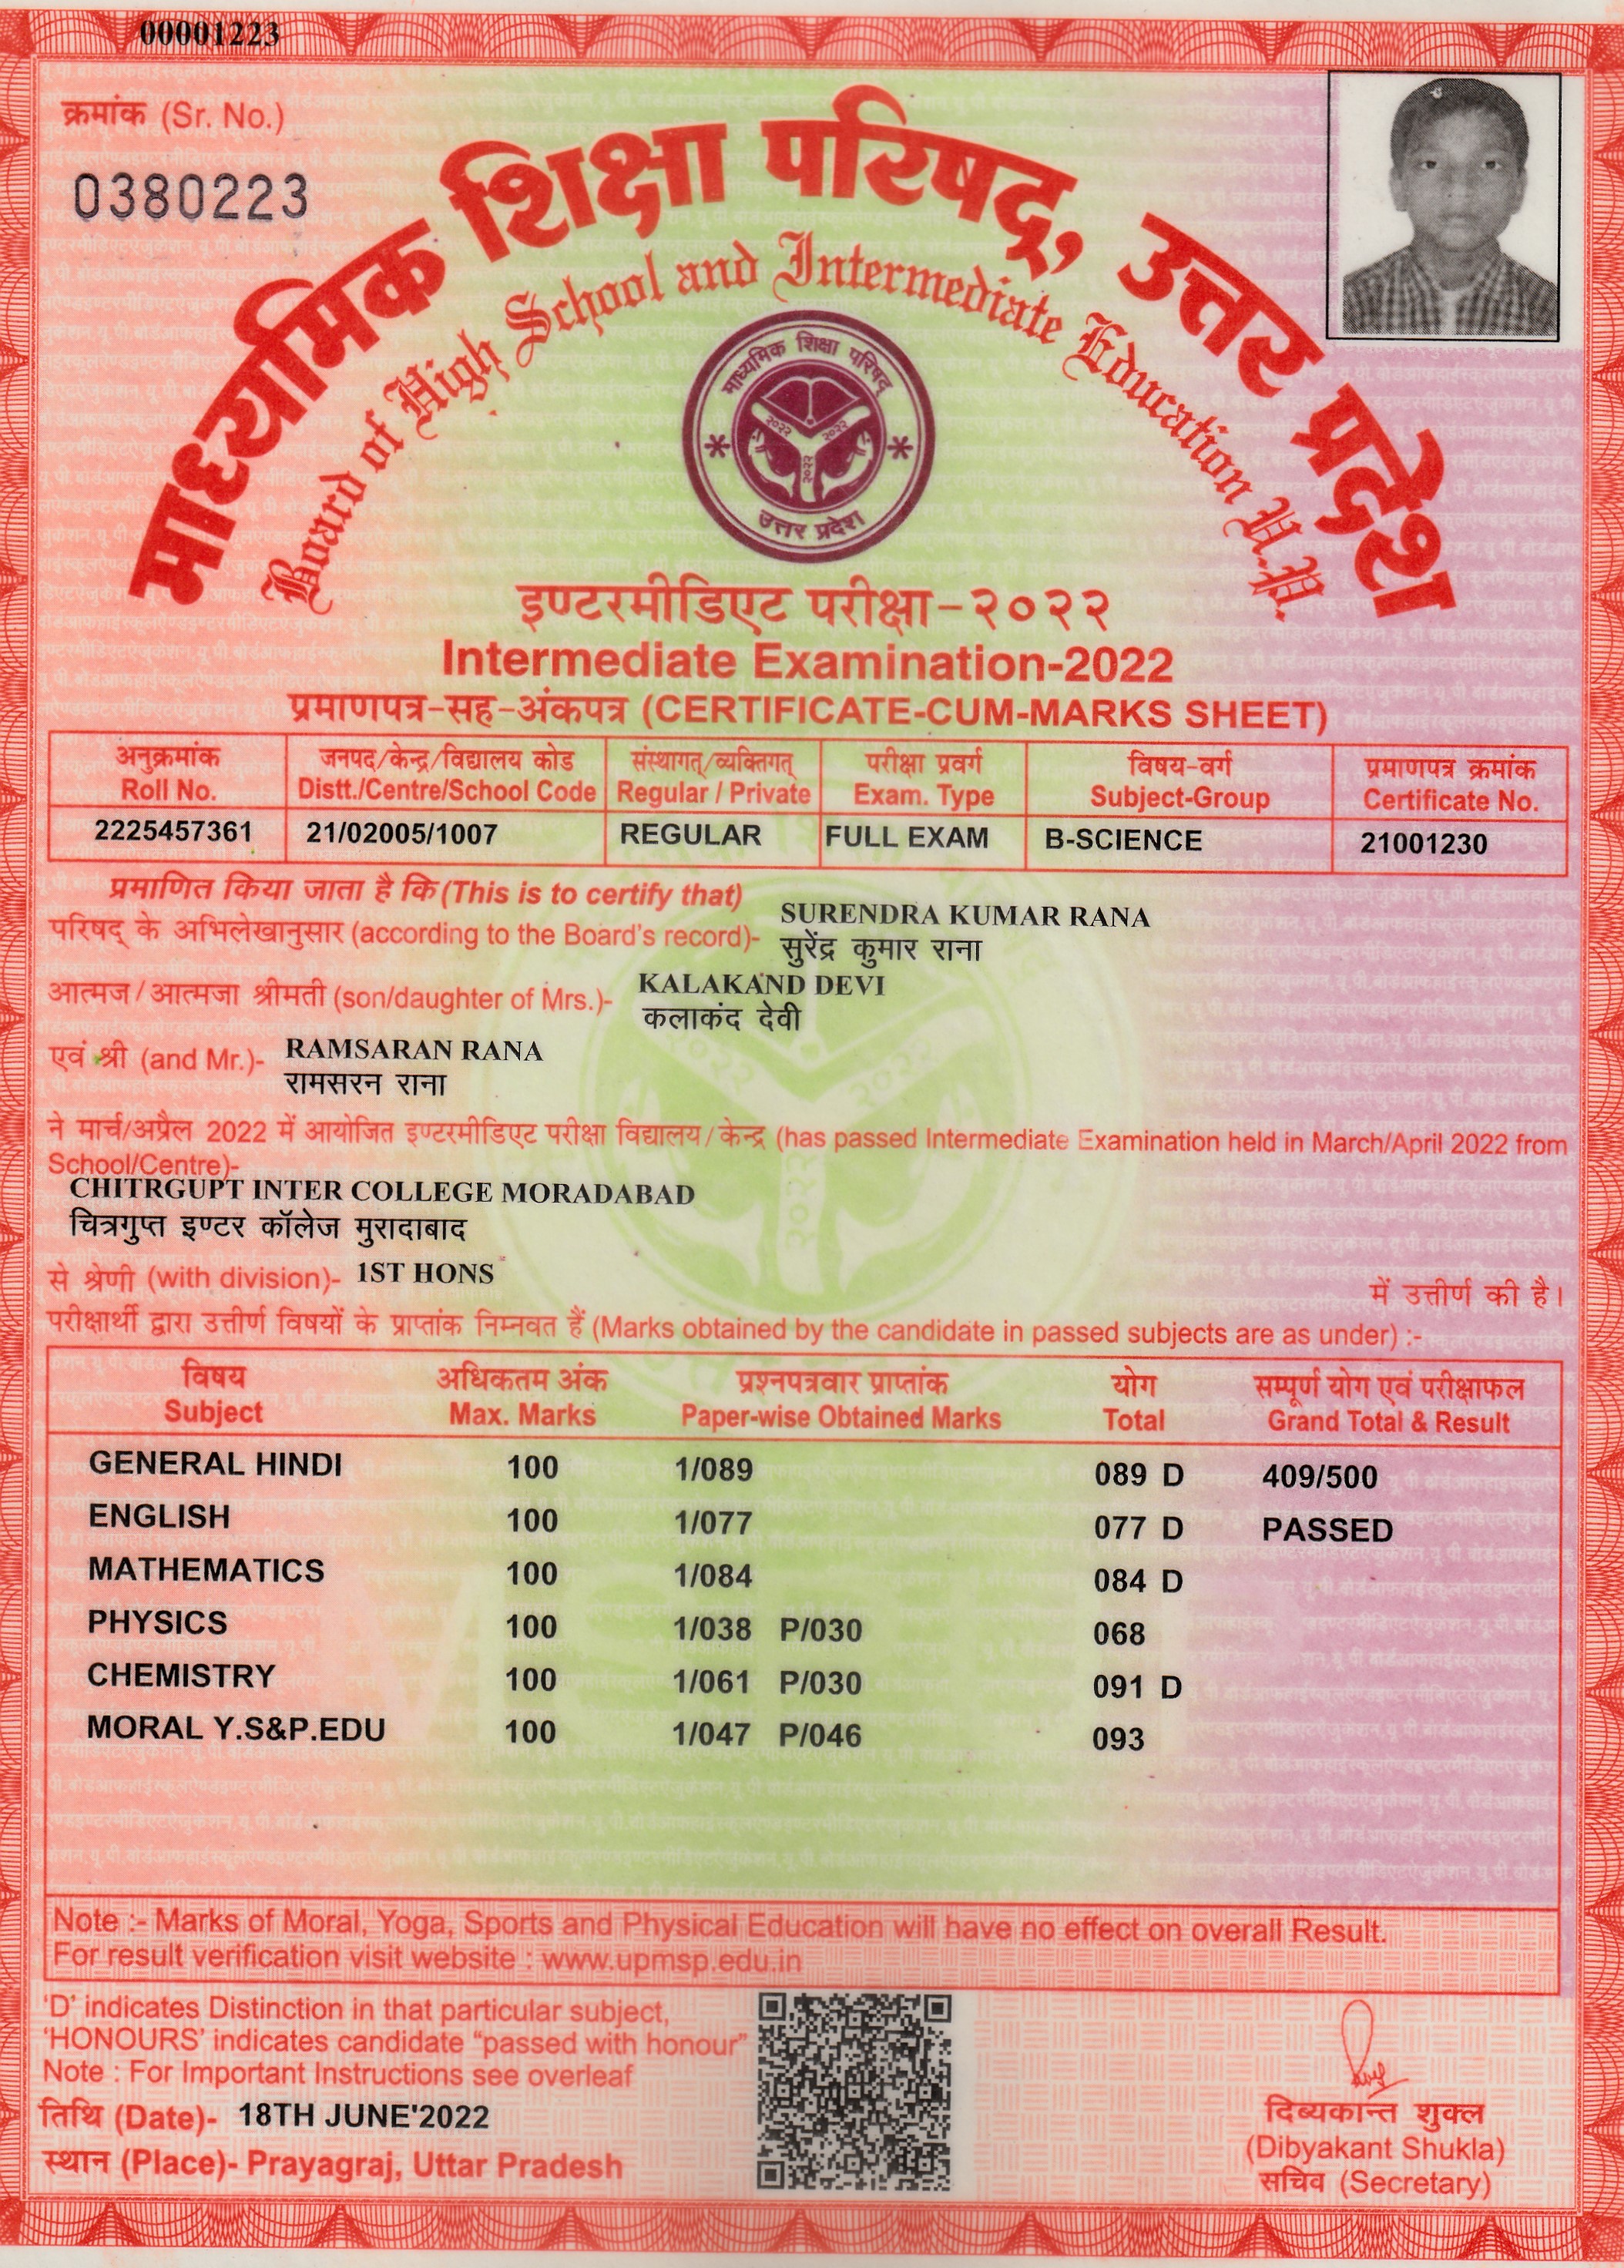 00001223
क्रमांक (Sr. No.)
0380223
माध्यमिक शिक्षा परिषद्, उत्तर प्रदेश
Board of High School and Intermediate Education U.P.
माध्यमिक शिक्षा परिषद्
२०२२ २०२२
२०२२
उत्तर प्रदेश
इण्टरमीडिएट परीक्षा-२०२२
Intermediate Examination-2022
प्रमाणपत्र-सह-अंकपत्र (CERTIFICATE-CUM-MARKS SHEET)
अनुक्रमांक जनपद/केन्द्र/विद्यालय कोड संस्थागत्/व्यक्तिगत् परीक्षा प्रवर्ग विषय-वर्ग प्रमाणपत्र क्रमांक
Roll No. Distt./Centre/School Code Regular / Private Exam. Type Subject-Group Certificate No.
2225457361 21/02005/1007 REGULAR FULL EXAM B-SCIENCE 21001230
प्रमाणित किया जाता है कि (This is to certify that)
परिषद् के अभिलेखानुसार (according to the Board's record)- SURENDRA KUMAR RANA
सुरेंद्र कुमार राना
आत्मज/आत्मजा श्रीमती (son/daughter of Mrs.)- KALAKAND DEVI
कलाकंद देवी
एवं श्री (and Mr.)- RAMSARAN RANA
रामसरन राना
ने मार्च/अप्रैल 2022 में आयोजित इण्टरमीडिएट परीक्षा विद्यालय/केन्द्र (has passed Intermediate Examination held in March/April 2022 from
School/Centre)-
CHITRGUPT INTER COLLEGE MORADABAD
चित्रगुप्त इण्टर कॉलेज मुरादाबाद
से श्रेणी (with division)- 1ST HONS में उत्तीर्ण की है।
परीक्षार्थी द्वारा उत्तीर्ण विषयों के प्राप्तांक निम्नवत हैं (Marks obtained by the candidate in passed subjects are as under) :-
विषय अधिकतम अंक प्रश्नपत्रवार प्राप्तांक योग सम्पूर्ण योग एवं परीक्षाफल
Subject Max. Marks Paper-wise Obtained Marks Total Grand Total & Result
GENERAL HINDI 100 1/089 089 D 409/500
ENGLISH 100 1/077 077 D PASSED
MATHEMATICS 100 1/084 084 D
PHYSICS 100 1/038 P/030 068
CHEMISTRY 100 1/061 P/030 091 D
MORAL Y.S&P.EDU 100 1/047 P/046 093
Note :- Marks of Moral, Yoga, Sports and Physical Education will have no effect on overall Result.
For result verification visit website : www.upmsp.edu.in
'D' indicates Distinction in that particular subject,
'HONOURS' indicates candidate "passed with honour"
Note : For Important Instructions see overleaf
तिथि (Date)- 18TH JUNE'2022
स्थान (Place)- Prayagraj, Uttar Pradesh
दिव्यकान्त शुक्ल
(Dibyakant Shukla)
सचिव (Secretary)